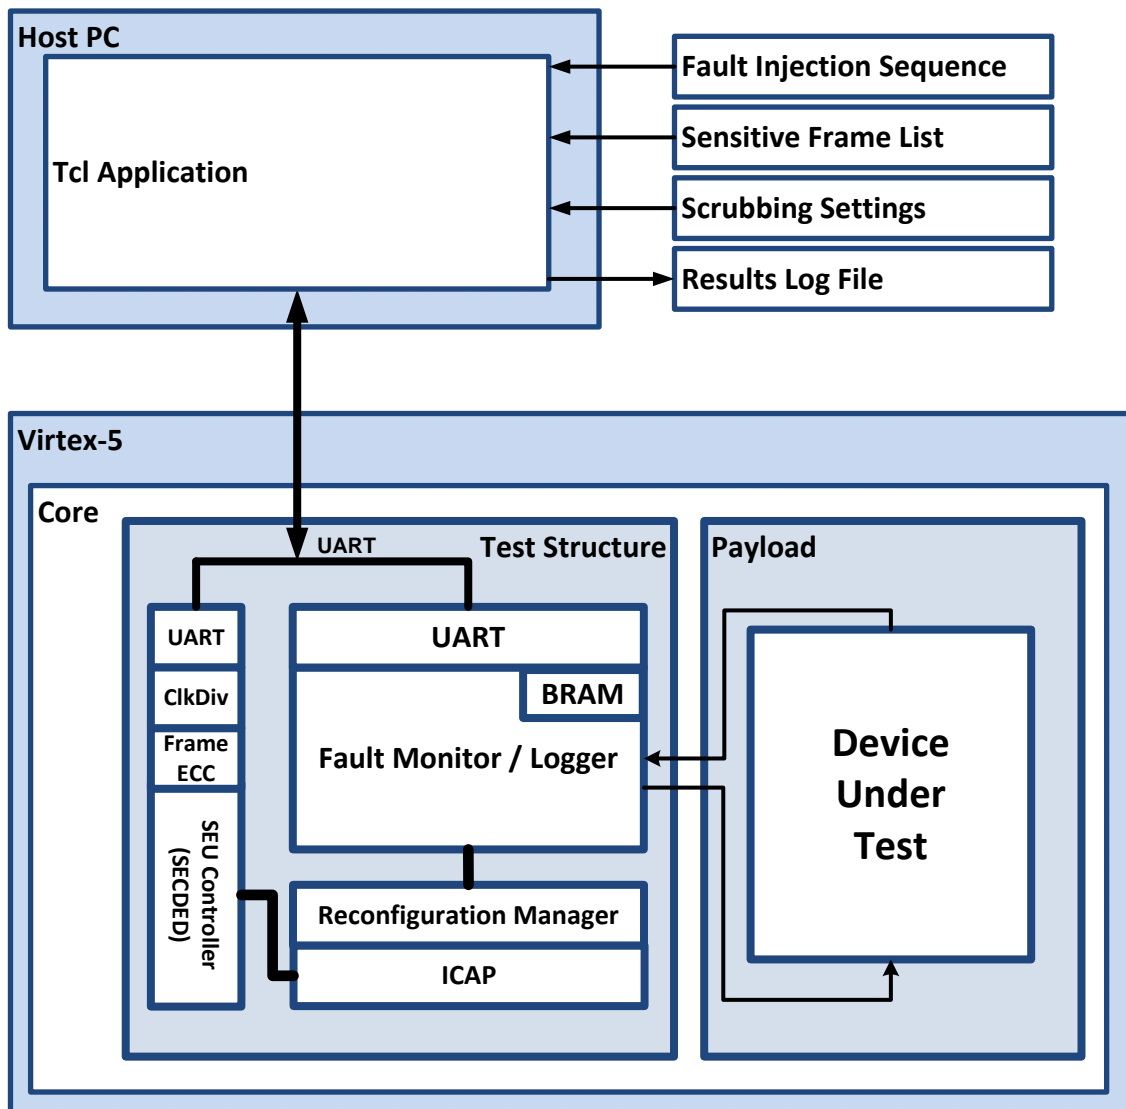 Host PC
Tcl Application
Fault Injection Sequence
Sensitive Frame List
Scrubbing Settings
Results Log File
Virtex-5
Core
UART
Test Structure
Payload
UART
ClkDiv
Frame
ECC
SEU Controller
(SECDED)
UART
BRAM
Fault Monitor / Logger
Reconfiguration Manager
ICAP
Device
Under
Test